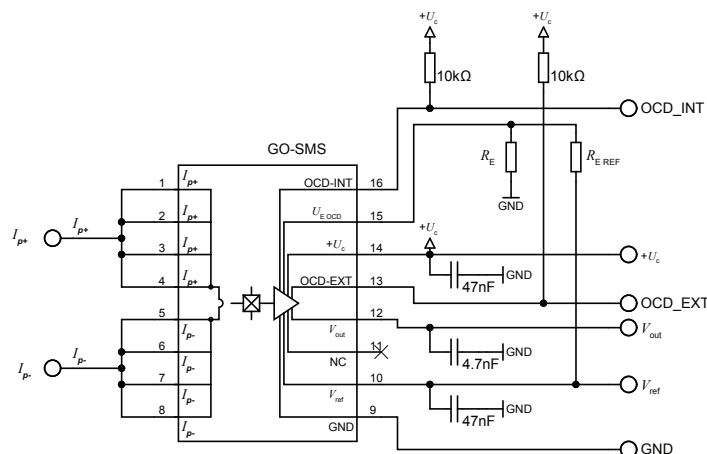 +Uc
+Uc
10kΩ
10kΩ
OCD_INT
GO-SMS
RE
RE REF
1
Ip+
OCD-INT
16
2
Ip+
UE OCD
15
GND
Ip+
Ip+
3
Ip+
+Uc
14
+Uc
+Uc
4
Ip+
OCD-EXT
13
47nF
GND
OCD_EXT
5
Ip-
Vout
12
Vout
6
Ip-
11
4.7nF
GND
Ip-
Ip-
NC
7
Ip-
Vref
10
Vref
8
Ip-
GND
9
47nF
GND
GND